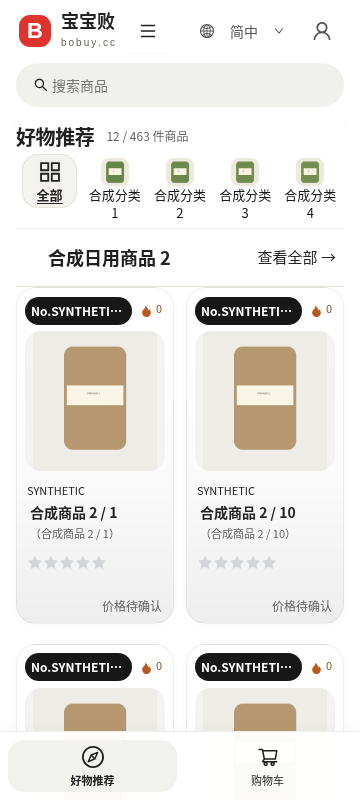 B
宝宝败
bobuy.cc
简中
搜索商品
好物推荐
12 / 463 件商品
全部
合成分类
1
合成分类
2
合成分类
3
合成分类
4
合成日用商品 2
查看全部 →
No.SYNTHETI…
0
No.SYNTHETI…
0
SYNTHETIC
合成商品 2 / 1
（合成商品 2 / 1）
价格待确认
SYNTHETIC
合成商品 2 / 10
（合成商品 2 / 10）
价格待确认
No.SYNTHETI…
0
No.SYNTHETI…
0
好物推荐
购物车